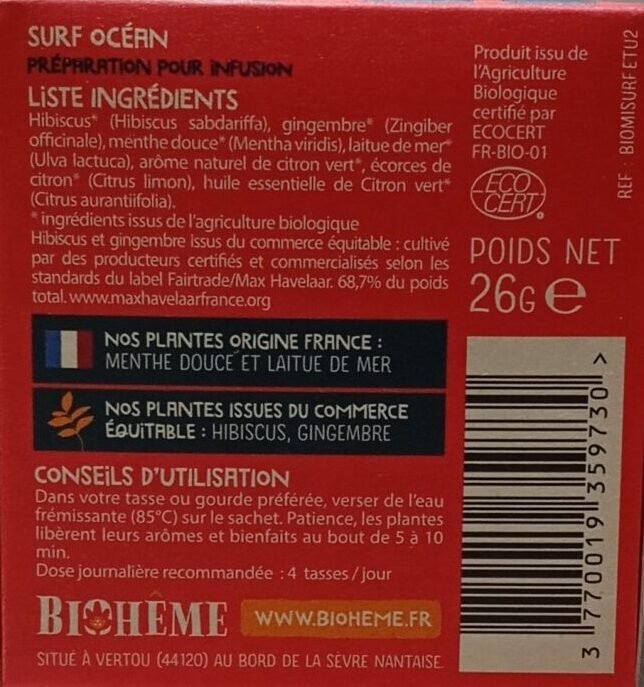 SURF OCÉAN
PRÉPARATION POUR INFUSION
LISTE INGRÉDIENTS
Hibiscus* (Hibiscus sabdariffa), gingembre* (Zingiber
officinale), menthe douce* (Mentha viridis), laitue de mer*
(Ulva lactuca), arôme naturel de citron vert*, écorces de
citron* (Citrus limon), huile essentielle de Citron vert*
(Citrus aurantiifolia).
* ingrédients issus de l'agriculture biologique
Hibiscus et gingembre issus du commerce équitable : cultivé
par des producteurs certifiés et commercialisés selon les
standards du label Fairtrade/Max Havelaar. 68,7% du poids
total. www.maxhavelaarfrance.org
NOS PLANTES ORIGINE FRANCE :
MENTHE DOUCE ET LAITUE DE MER
NOS PLANTES ISSUES DU COMMERCE
ÉQUITABLE : HIBISCUS, GINGEMBRE
CONSEILS D'UTILISATION
Dans votre tasse ou gourde préférée, verser de l'eau
frémissante (85°C) sur le sachet. Patience, les plantes
libèrent leurs arômes et bienfaits au bout de 5 à 10
min.
Dose journalière recommandée : 4 tasses / jour
BIOHÊME
WWW.BIOHEME.FR
SITUÉ À VERTOU (44120) AU BORD DE LA SÈVRE NANTAISE.
Produit issu de
l'Agriculture
Biologique
certifié par
ECOCERT
FR-BIO-01
ECO
CERT®
POIDS NET
26G e
REF BIOMISURFETU2
3 770019 359730 >